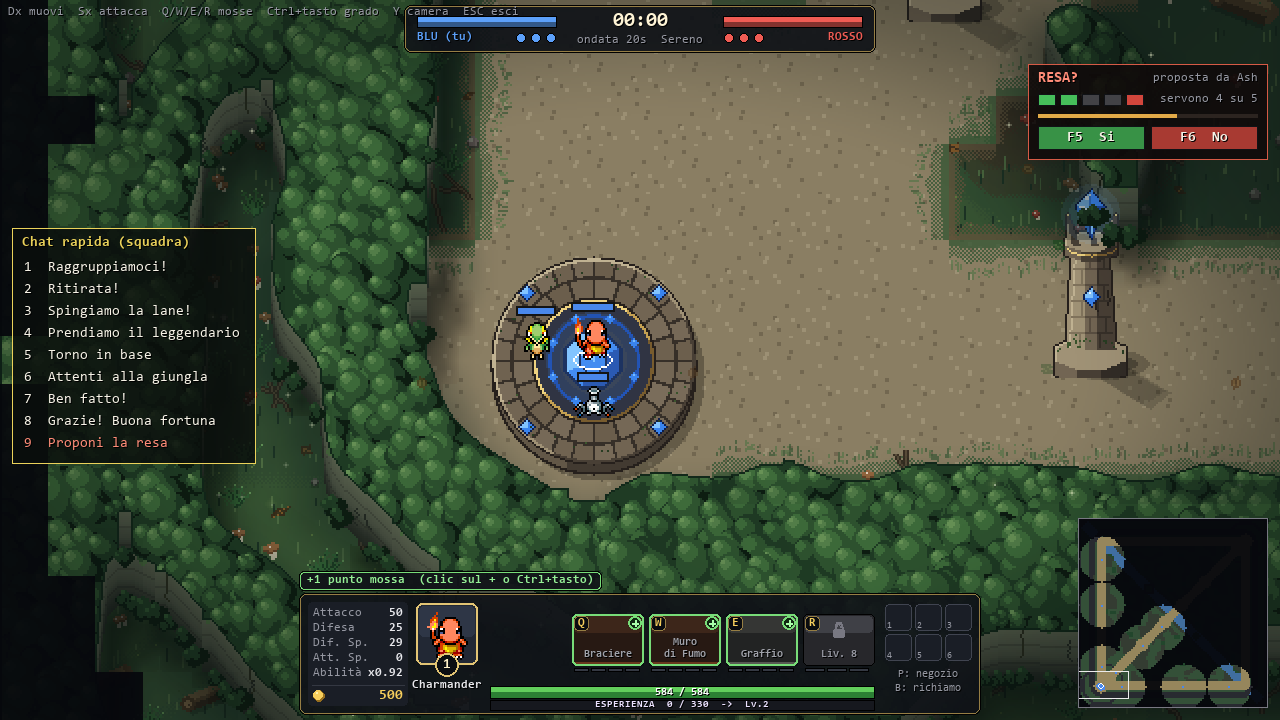 Dx muovi  Sx attacca  Q/W/E/R mosse  Ctrl+tasto grado  Y camera  ESC esci
00:00
BLU (tu)
ondata 20s  Sereno
ROSSO
RESA?
proposta da Ash
servono 4 su 5
F5  Si
F6  No
Chat rapida (squadra)
1  Raggruppiamoci!
2  Ritirata!
3  Spingiamo la lane!
4  Prendiamo il leggendario
5  Torno in base
6  Attenti alla giungla
7  Ben fatto!
8  Grazie! Buona fortuna
9  Proponi la resa
+1 punto mossa  (clic sul + o Ctrl+tasto)
Attacco 50
Difesa 25
Dif. Sp. 29
Att. Sp. 0
Abilità x0.92
500
1
Charmander
Q
Braciere
W
Muro
di Fumo
E
Graffio
R
Liv. 8
1 2 3
4 5 6
P: negozio
B: richiamo
584 / 584
ESPERIENZA  0 / 330  ->  Lv.2